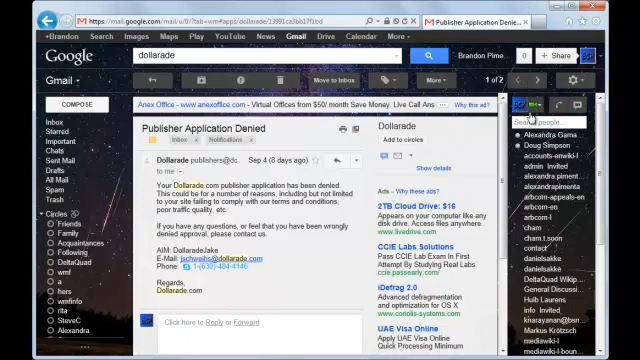 https://mail.google.com/mail/u/0/?tab=wm#apps/dollarade/13991ca3bb17f1bd
Publisher Application Denied...
+Brandon Search Images Maps Play YouTube News Gmail Drive Calendar More
Google
dollarade
Brandon Pime...
0
+ Share
Gmail
Move to Inbox
More
1 of 2
COMPOSE
Inbox
Starred
Important
Chats
Sent Mail
Drafts
All Mail
Spam
Trash
Circles
Friends
Family
Acquaintances
Following
DeltaQuad
wmf
a
hers
wmfinfo
rita
SteveC
Alexandra
Anex Office - www.anexoffice.com - Virtual Offices from $50/ month Save Money. Live Call Ans...
Why this ad?
Publisher Application Denied
Inbox x
Notifications x
Dollarade publishers@dc
Sep 4 (8 days ago)
to me
Your Dollarade.com publisher application has been denied.
This could be for a number of reasons, including but not limited
to your site failing to comply with our terms and conditions,
poor traffic quality, etc.
If you have any questions, or feel that you have been wrongly
denied approval, please contact us.
AIM: DollaradeJake
E-Mail: jschweihs@dollarade.com
Phone: 1-(630)-484-4146
Regards,
Dollarade.com
Click here to Reply or Forward
Dollarade
Add to circles
Show details
Ads – Why these ads?
2TB Cloud Drive: $16
Appears on your computer like any
disk drive. Access files anywhere.
www.livedrive.com
CCIE Labs Solutions
Pass CCIE Lab Exam In First
Attempt By Studying Real Labs.
ccie.passearly.com/
iDefrag 2.0
Advanced defragmentation
and optimization for OS X
www.coriolis-systems.com
UAE Visa Online
Quick Processing Minimum
Search people...
Alexandra Gama
Doug Simpson
accounts-enwiki-l
admin Invited
alexandra.piment
alexandrapimenta
arbcom-appeals-en
arbcom-en
arbcom-l
cham
cham.t.soon
contact
danielsakke
danielsakke
DeltaQuad Wikip
General Discussi
Huib Laurens
info Invited
knarayanan@bsn
Markus Krötzsch
mediawiki-l
mediawiki-l-boun